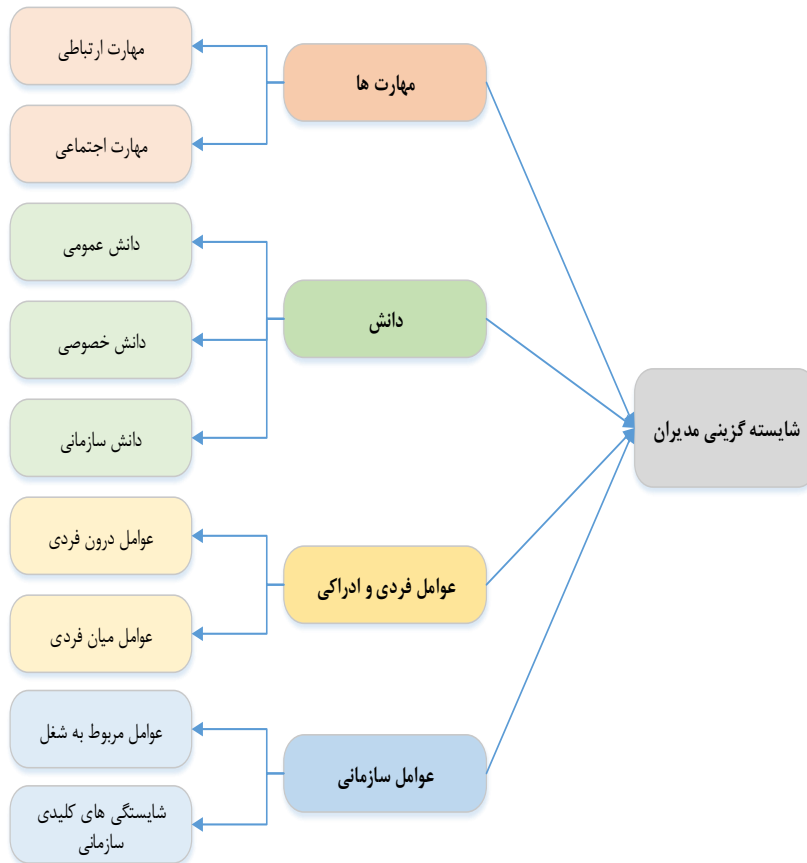 شایسته گزینی مدیران
مهارت ها
مهارت ارتباطی
مهارت اجتماعی
دانش
دانش عمومی
دانش خصوصی
دانش سازمانی
عوامل فردی و ادراکی
عوامل درون فردی
عوامل میان فردی
عوامل سازمانی
عوامل مربوط به شغل
شایستگی های کلیدی
سازمانی